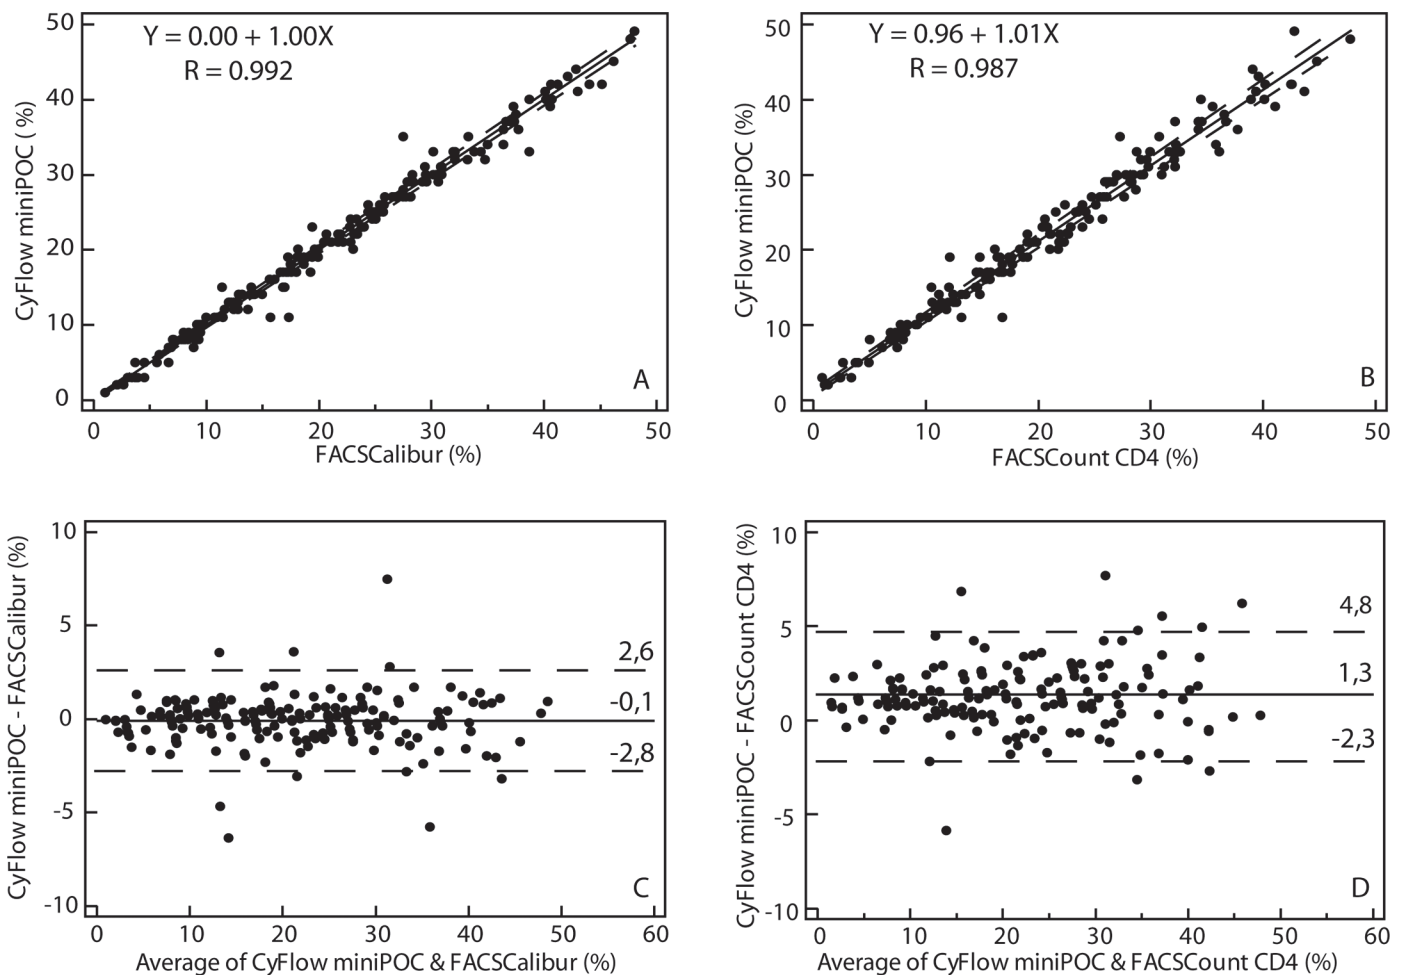 Y = 0.00 + 1.00X
R = 0.992
CyFlow miniPOC ( %)
50
40
30
20
10
0
A
0 10 20 30 40 50
FACSCalibur (%)
Y = 0.96 + 1.01X
R = 0.987
CyFlow miniPOC (%)
50
40
30
20
10
0
B
0 10 20 30 40 50
FACSCount CD4 (%)
CyFlow miniPOC - FACSCalibur (%)
10
5
0
-5
-10
2,6
-0,1
-2,8
C
0 10 20 30 40 50 60
Average of CyFlow miniPOC & FACSCalibur (%)
CyFlow miniPOC - FACSCount CD4 (%)
10
5
0
-5
-10
4,8
1,3
-2,3
D
0 10 20 30 40 50 60
Average of CyFlow miniPOC & FACSCount CD4 (%)